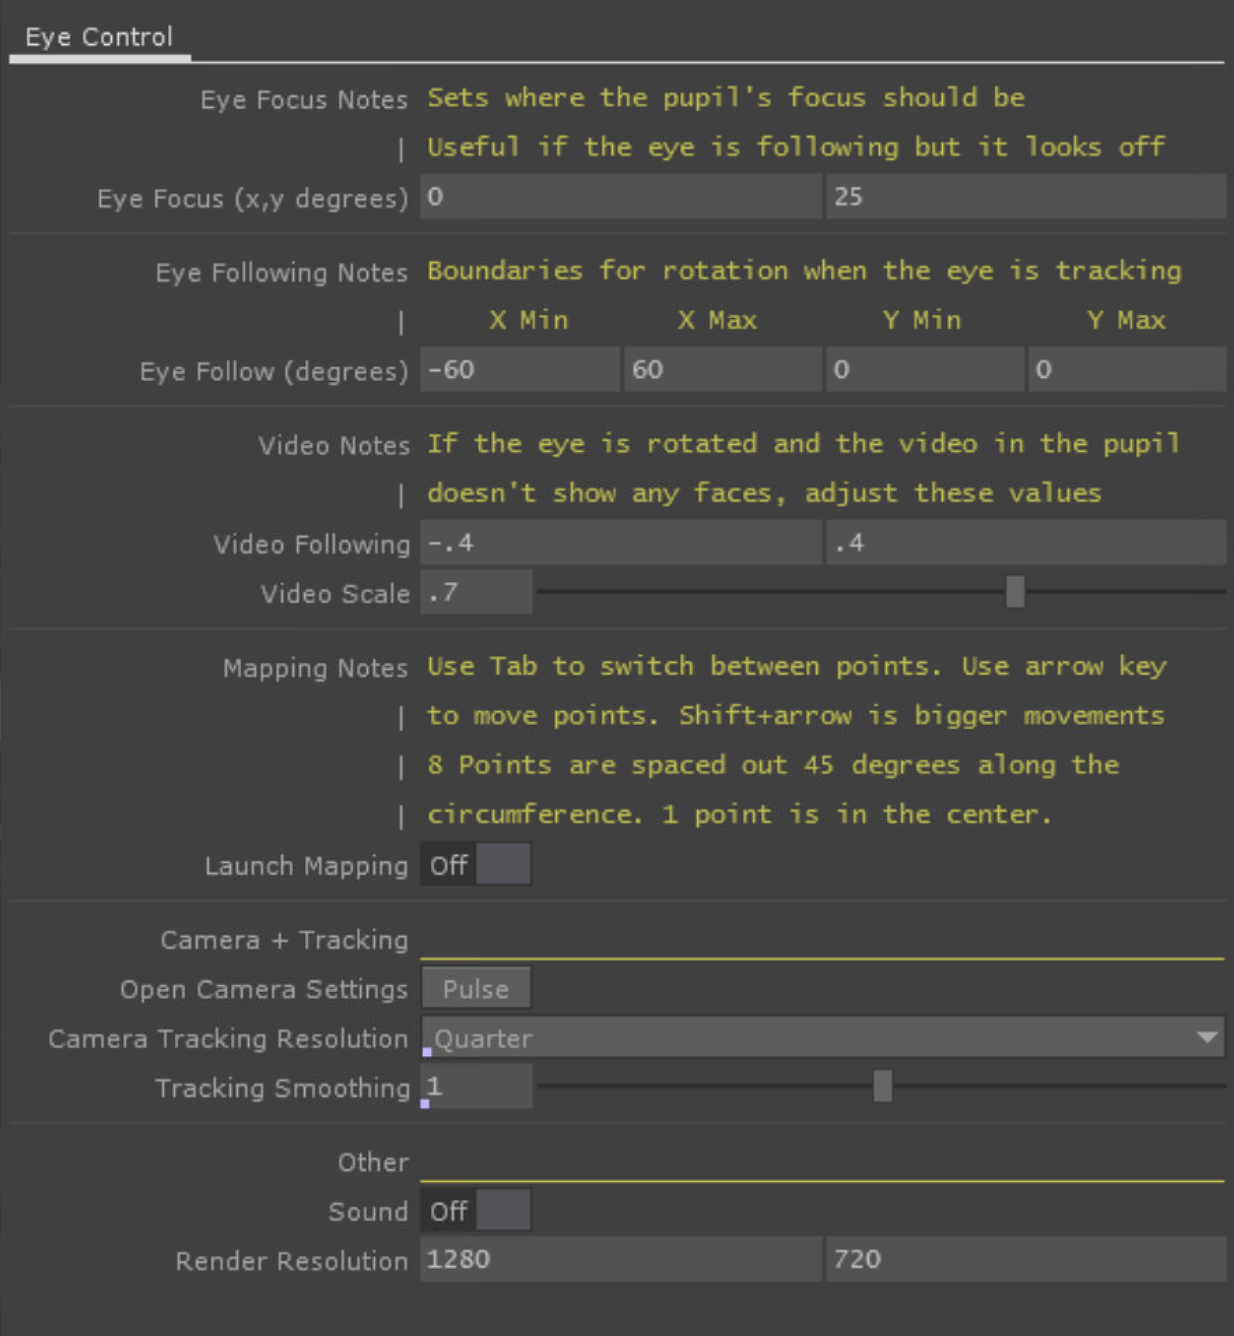 Eye Control
Eye Focus Notes Sets where the pupil's focus should be
| Useful if the eye is following but it looks off
Eye Focus (x,y degrees) 0 25
Eye Following Notes Boundaries for rotation when the eye is tracking
| X Min X Max Y Min Y Max
Eye Follow (degrees) -60 60 0 0
Video Notes If the eye is rotated and the video in the pupil
| doesn't show any faces, adjust these values
Video Following -.4 .4
Video Scale .7
Mapping Notes Use Tab to switch between points. Use arrow key
| to move points. Shift+arrow is bigger movements
| 8 Points are spaced out 45 degrees along the
| circumference. 1 point is in the center.
Launch Mapping Off
Camera + Tracking
Open Camera Settings Pulse
Camera Tracking Resolution Quarter
Tracking Smoothing 1
Other
Sound Off
Render Resolution 1280 720